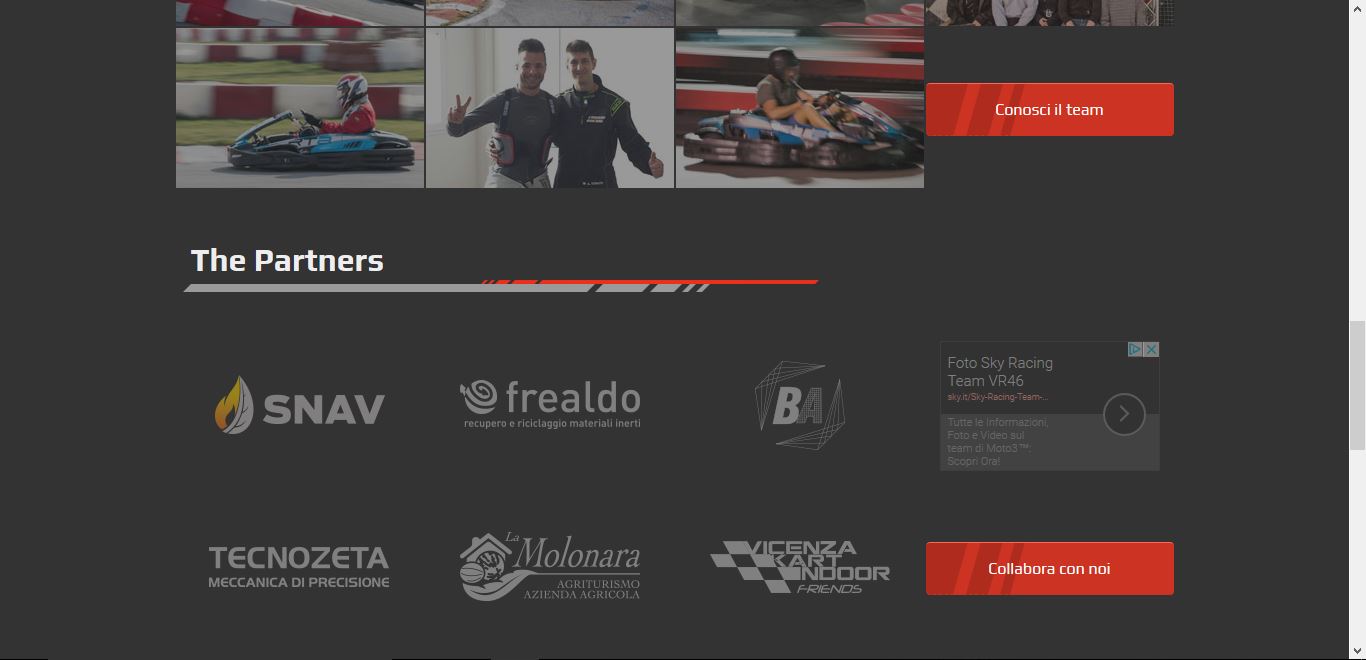 Conosci il team
The Partners
SNAV
frealdo
recupero e riciclaggio materiali inerti
BA
Foto Sky Racing
Team VR46
sky.it/Sky-Racing-Team-...
Tutte le Informazioni,
Foto e Video sul
team di Moto3™:
Scopri Ora!
TECNOZETA
MECCANICA DI PRECISIONE
La Molonara
AGRITURISMO
AZIENDA AGRICOLA
VICENZA
KART
INDOOR
FRIENDS
Collabora con noi